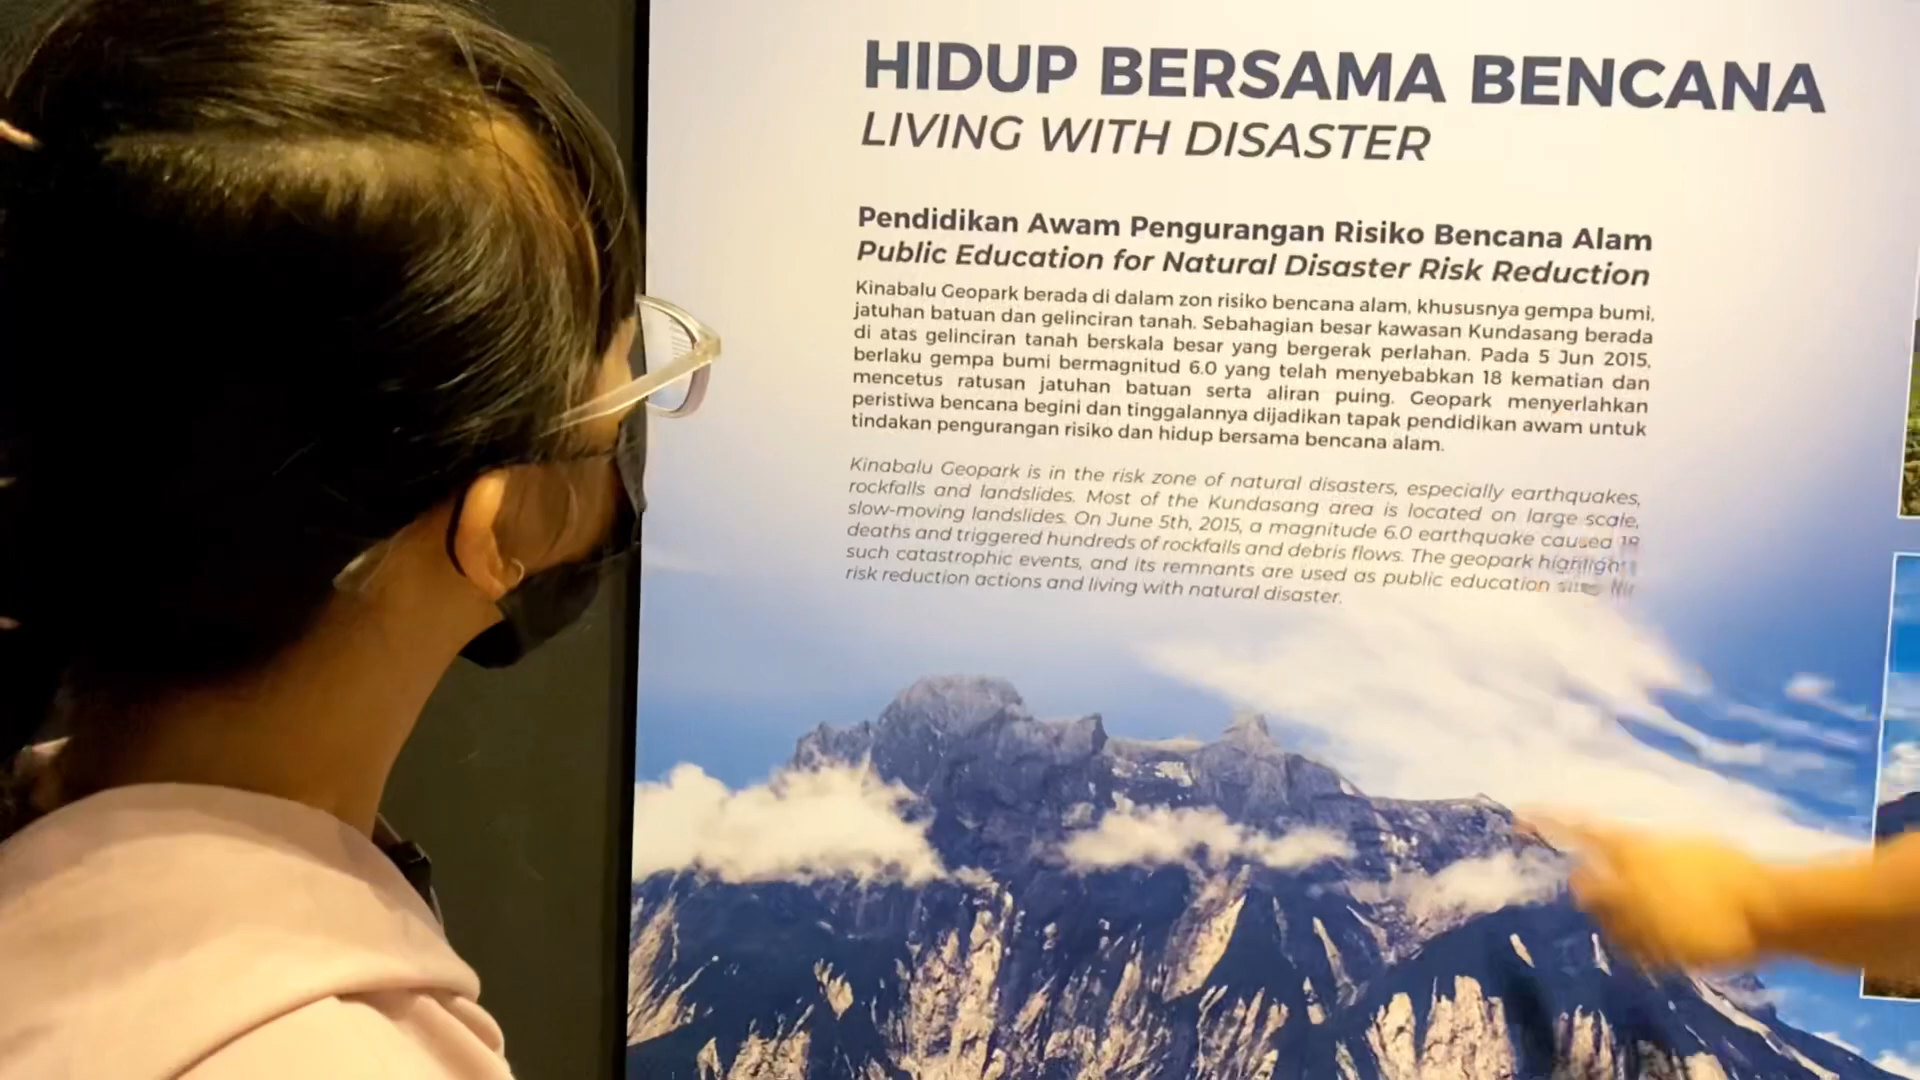 HIDUP BERSAMA BENCANA
LIVING WITH DISASTER
Pendidikan Awam Pengurangan Risiko Bencana Alam
Public Education for Natural Disaster Risk Reduction
Kinabalu Geopark berada di dalam zon risiko bencana alam, khususnya gempa bumi,
jatuhan batuan dan gelinciran tanah. Sebahagian besar kawasan Kundasang berada
di atas gelinciran tanah berskala besar yang bergerak perlahan. Pada 5 Jun 2015,
berlaku gempa bumi bermagnitud 6.0 yang telah menyebabkan 18 kematian dan
mencetus ratusan jatuhan batuan serta aliran puing. Geopark menyerlahkan
peristiwa bencana begini dan tinggalannya dijadikan tapak pendidikan awam untuk
tindakan pengurangan risiko dan hidup bersama bencana alam.
Kinabalu Geopark is in the risk zone of natural disasters, especially earthquakes,
rockfalls and landslides. Most of the Kundasang area is located on large scale,
slow-moving landslides. On June 5th, 2015, a magnitude 6.0 earthquake caused 18
deaths and triggered hundreds of rockfalls and debris flows. The geopark
such catastrophic events, and its remnants are used as public education
risk reduction actions and living with natural disaster.